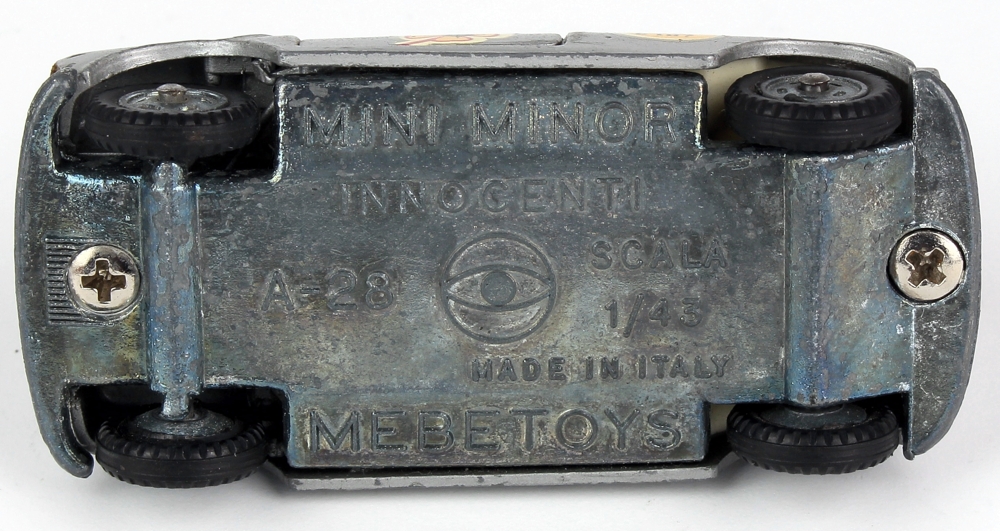 MINI MINOR
INNOCENTI
A-28
SCALA
1/43
MADE IN ITALY
MEBETOYS